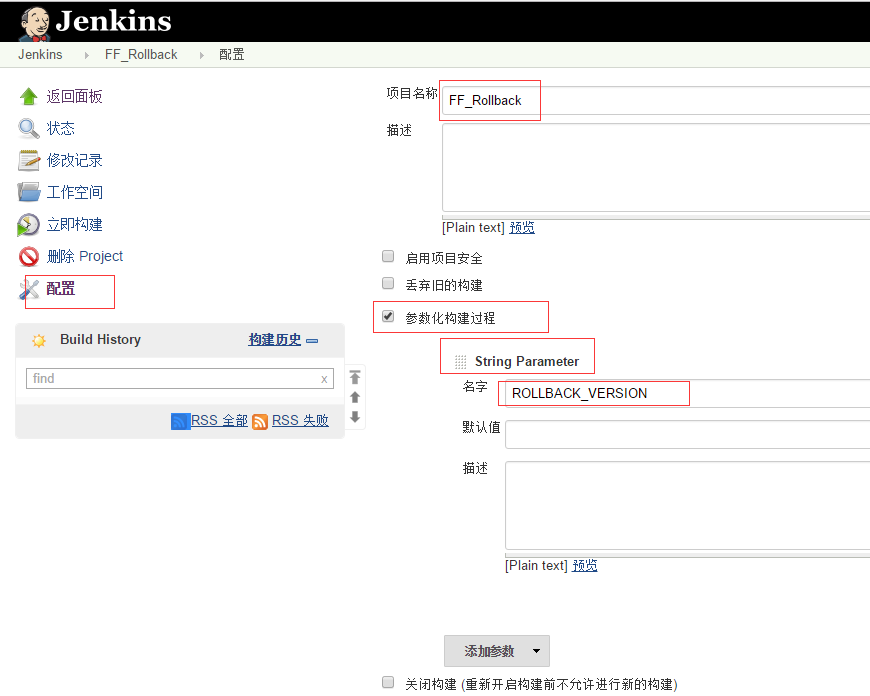 Jenkins
Jenkins FF_Rollback 配置
返回面板
状态
修改记录
工作空间
立即构建
删除 Project
配置
Build History 构建历史
find x
RSS 全部 RSS 失败
项目名称 FF_Rollback
描述
[Plain text] 预览
启用项目安全
丢弃旧的构建
参数化构建过程
String Parameter
名字 ROLLBACK_VERSION
默认值
描述
[Plain text] 预览
添加参数
关闭构建 (重新开启构建前不允许进行新的构建)